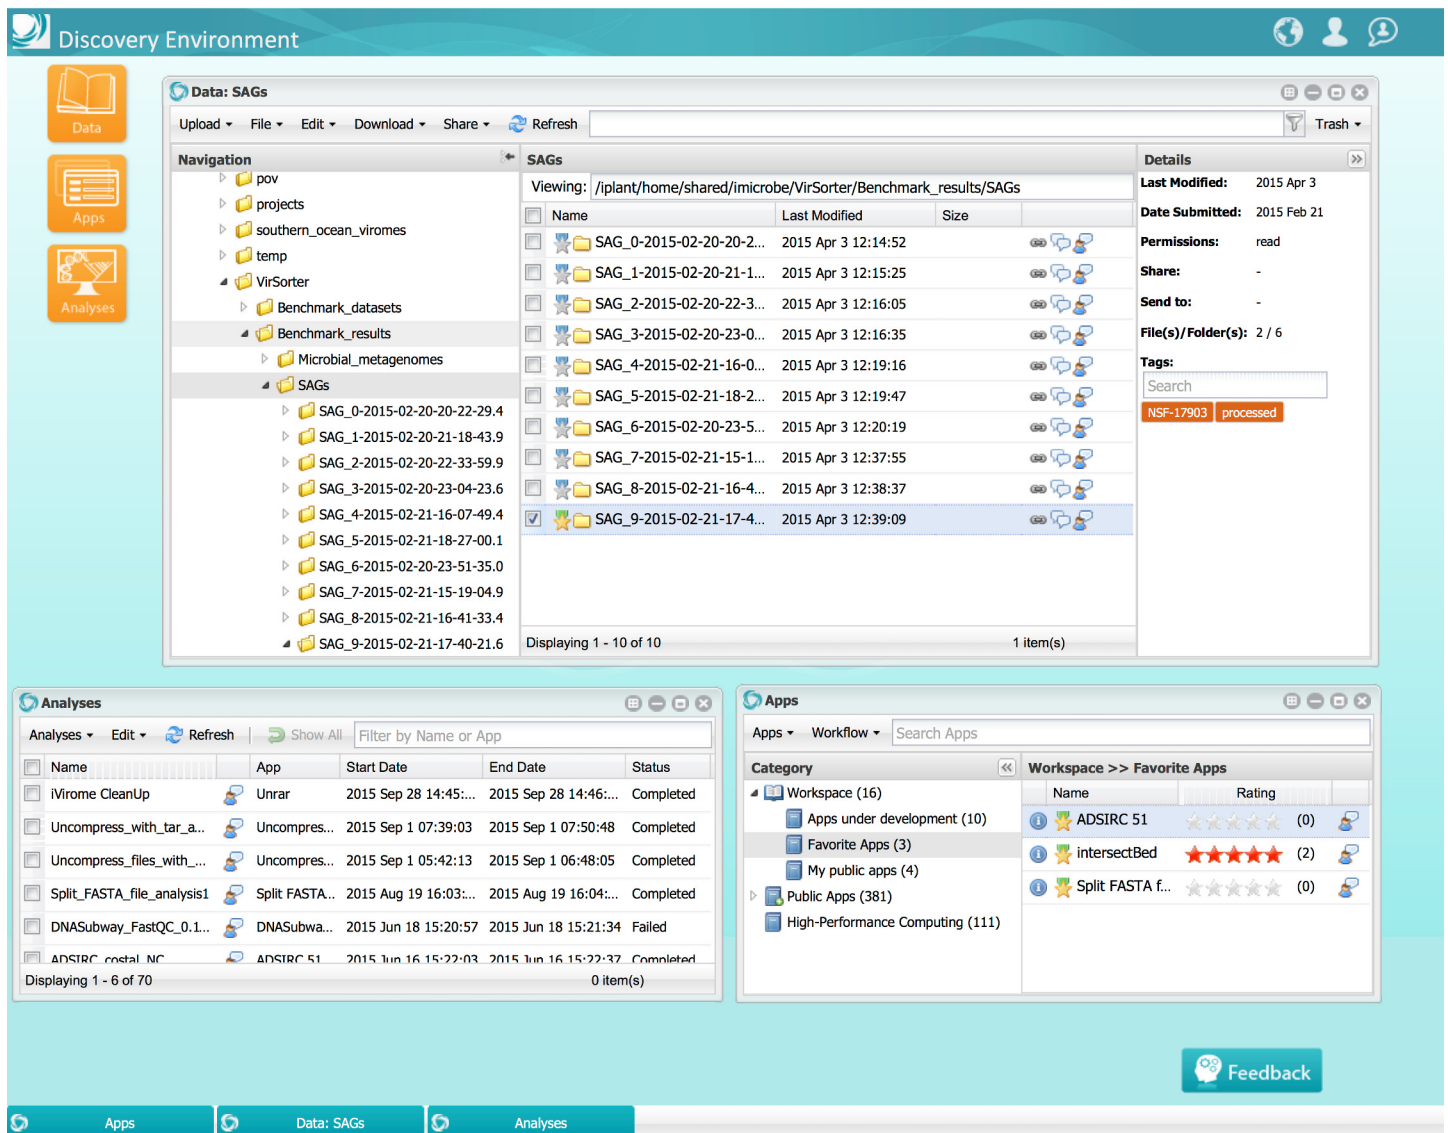 Discovery Environment
Data
Apps
Analyses
Data: SAGs
Upload File Edit Download Share Refresh Trash
Navigation
pov
projects
southern_ocean_viromes
temp
VirSorter
Benchmark_datasets
Benchmark_results
Microbial_metagenomes
SAGs
SAG_0-2015-02-20-20-22-29.4
SAG_1-2015-02-20-21-18-43.9
SAG_2-2015-02-20-22-33-59.9
SAG_3-2015-02-20-23-04-23.6
SAG_4-2015-02-21-16-07-49.4
SAG_5-2015-02-21-18-27-00.1
SAG_6-2015-02-20-23-51-35.0
SAG_7-2015-02-21-15-19-04.9
SAG_8-2015-02-21-16-41-33.4
SAG_9-2015-02-21-17-40-21.6
SAGs
Viewing: /iplant/home/shared/imicrobe/VirSorter/Benchmark_results/SAGs
Name Last Modified Size
SAG_0-2015-02-20-20-2... 2015 Apr 3 12:14:52
SAG_1-2015-02-20-21-1... 2015 Apr 3 12:15:25
SAG_2-2015-02-20-22-3... 2015 Apr 3 12:16:05
SAG_3-2015-02-20-23-0... 2015 Apr 3 12:16:35
SAG_4-2015-02-21-16-0... 2015 Apr 3 12:19:16
SAG_5-2015-02-21-18-2... 2015 Apr 3 12:19:47
SAG_6-2015-02-20-23-5... 2015 Apr 3 12:20:19
SAG_7-2015-02-21-15-1... 2015 Apr 3 12:37:55
SAG_8-2015-02-21-16-4... 2015 Apr 3 12:38:37
SAG_9-2015-02-21-17-4... 2015 Apr 3 12:39:09
Displaying 1 - 10 of 10 1 item(s)
Details
Last Modified: 2015 Apr 3
Date Submitted: 2015 Feb 21
Permissions: read
Share: -
Send to: -
File(s)/Folder(s): 2 / 6
Tags:
Search
NSF-17903 processed
Analyses
Analyses Edit Refresh Show All Filter by Name or App
Name App Start Date End Date Status
iVirome CleanUp Unrar 2015 Sep 28 14:45:... 2015 Sep 28 14:46:... Completed
Uncompress_with_tar_a... Uncompres... 2015 Sep 1 07:39:03 2015 Sep 1 07:50:48 Completed
Uncompress_files_with_... Uncompres... 2015 Sep 1 05:42:13 2015 Sep 1 06:48:05 Completed
Split_FASTA_file_analysis1 Split FASTA... 2015 Aug 19 16:03:... 2015 Aug 19 16:04:... Completed
DNASubway_FastQC_0.1... DNASubwa... 2015 Jun 18 15:20:57 2015 Jun 18 15:21:34 Failed
ADSIRC_costal_NC ADSIRC 51 2015 Jun 16 15:22:03 2015 Jun 16 15:22:37 Completed
Displaying 1 - 6 of 70 0 item(s)
Apps
Apps Workflow Search Apps
Category
Workspace (16)
Apps under development (10)
Favorite Apps (3)
My public apps (4)
Public Apps (381)
High-Performance Computing (111)
Workspace >> Favorite Apps
Name Rating
ADSIRC 51 (0)
intersectBed (2)
Split FASTA f... (0)
Feedback
Apps Data: SAGs Analyses